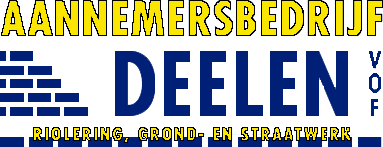 AANNEMERSBEDRIJF
DEELEN VOF
RIOLERING, GROND- EN STRAATWERK